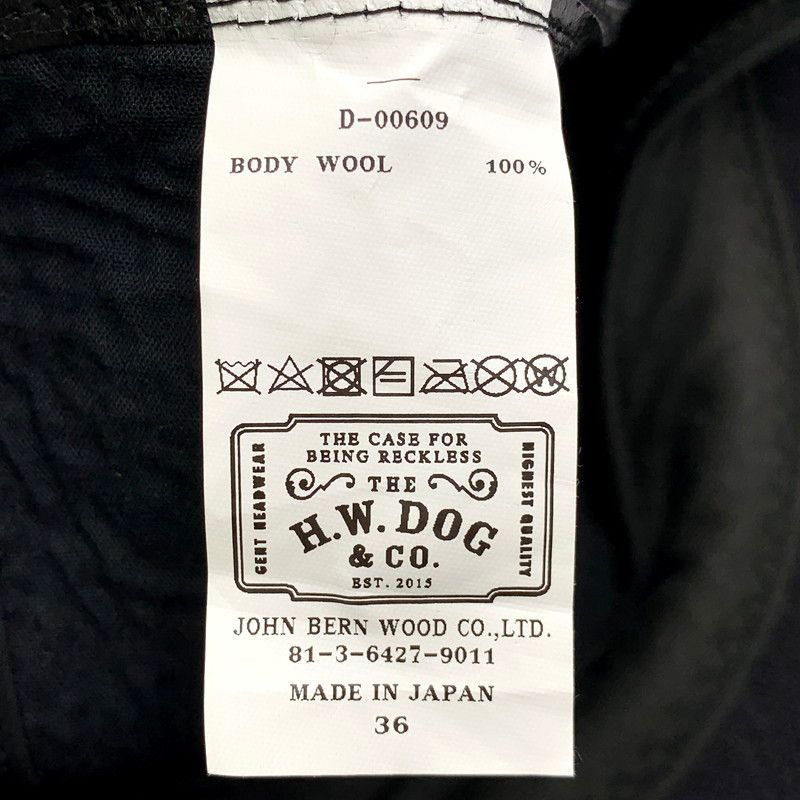 D-00609
BODY WOOL 100%
THE CASE FOR
BEING RECKLESS
GENT HEADWEAR
THE
H.W. DOG
& CO.
HIGHEST QUALITY
EST. 2015
JOHN BERN WOOD CO.,LTD.
81-3-6427-9011
MADE IN JAPAN
36